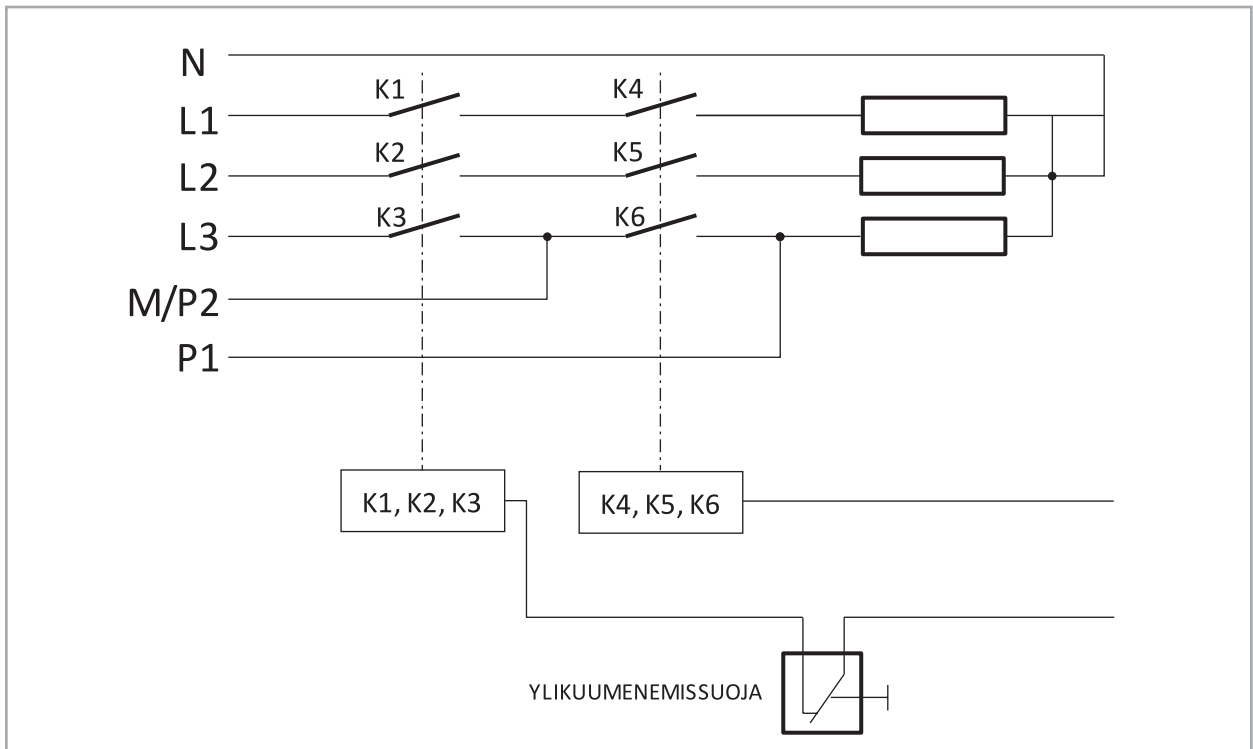 N
K1 K4
L1
K2 K5
L2
K3 K6
L3
M/P2
P1
K1, K2, K3 K4, K5, K6
YLIKUUMENEMISSUOJA